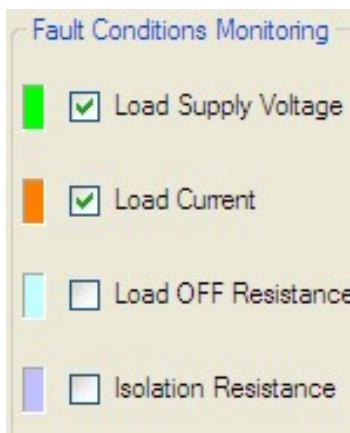 Fault Conditions Monitoring
Load Supply Voltage
Load Current
Load OFF Resistance
Isolation Resistance